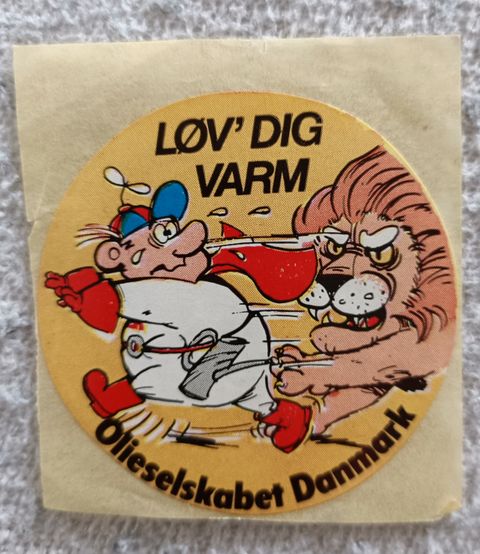 LØV' DIG
VARM
Olieselskabet Danmark